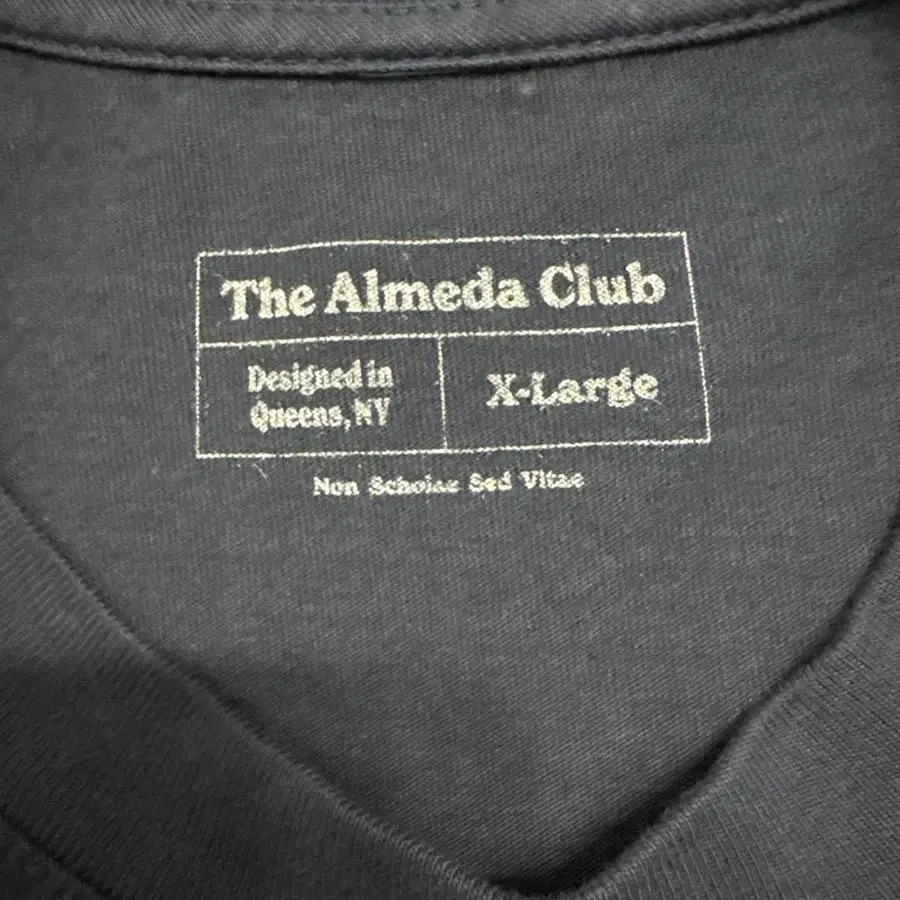 The Almeda Club
Designed in
Queens, NY
X-Large
Non Scholae Sed Vitae